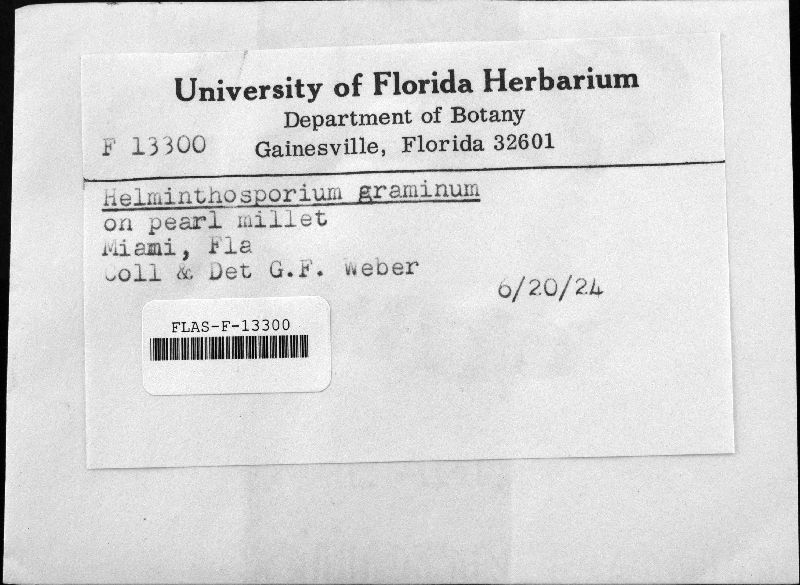 University of Florida Herbarium
Department of Botany
F 13300 Gainesville, Florida 32601
Helminthosporium graminum
on pearl millet
Miami, Fla
Coll & Det G.F. Weber
6/20/24
FLAS-F-13300